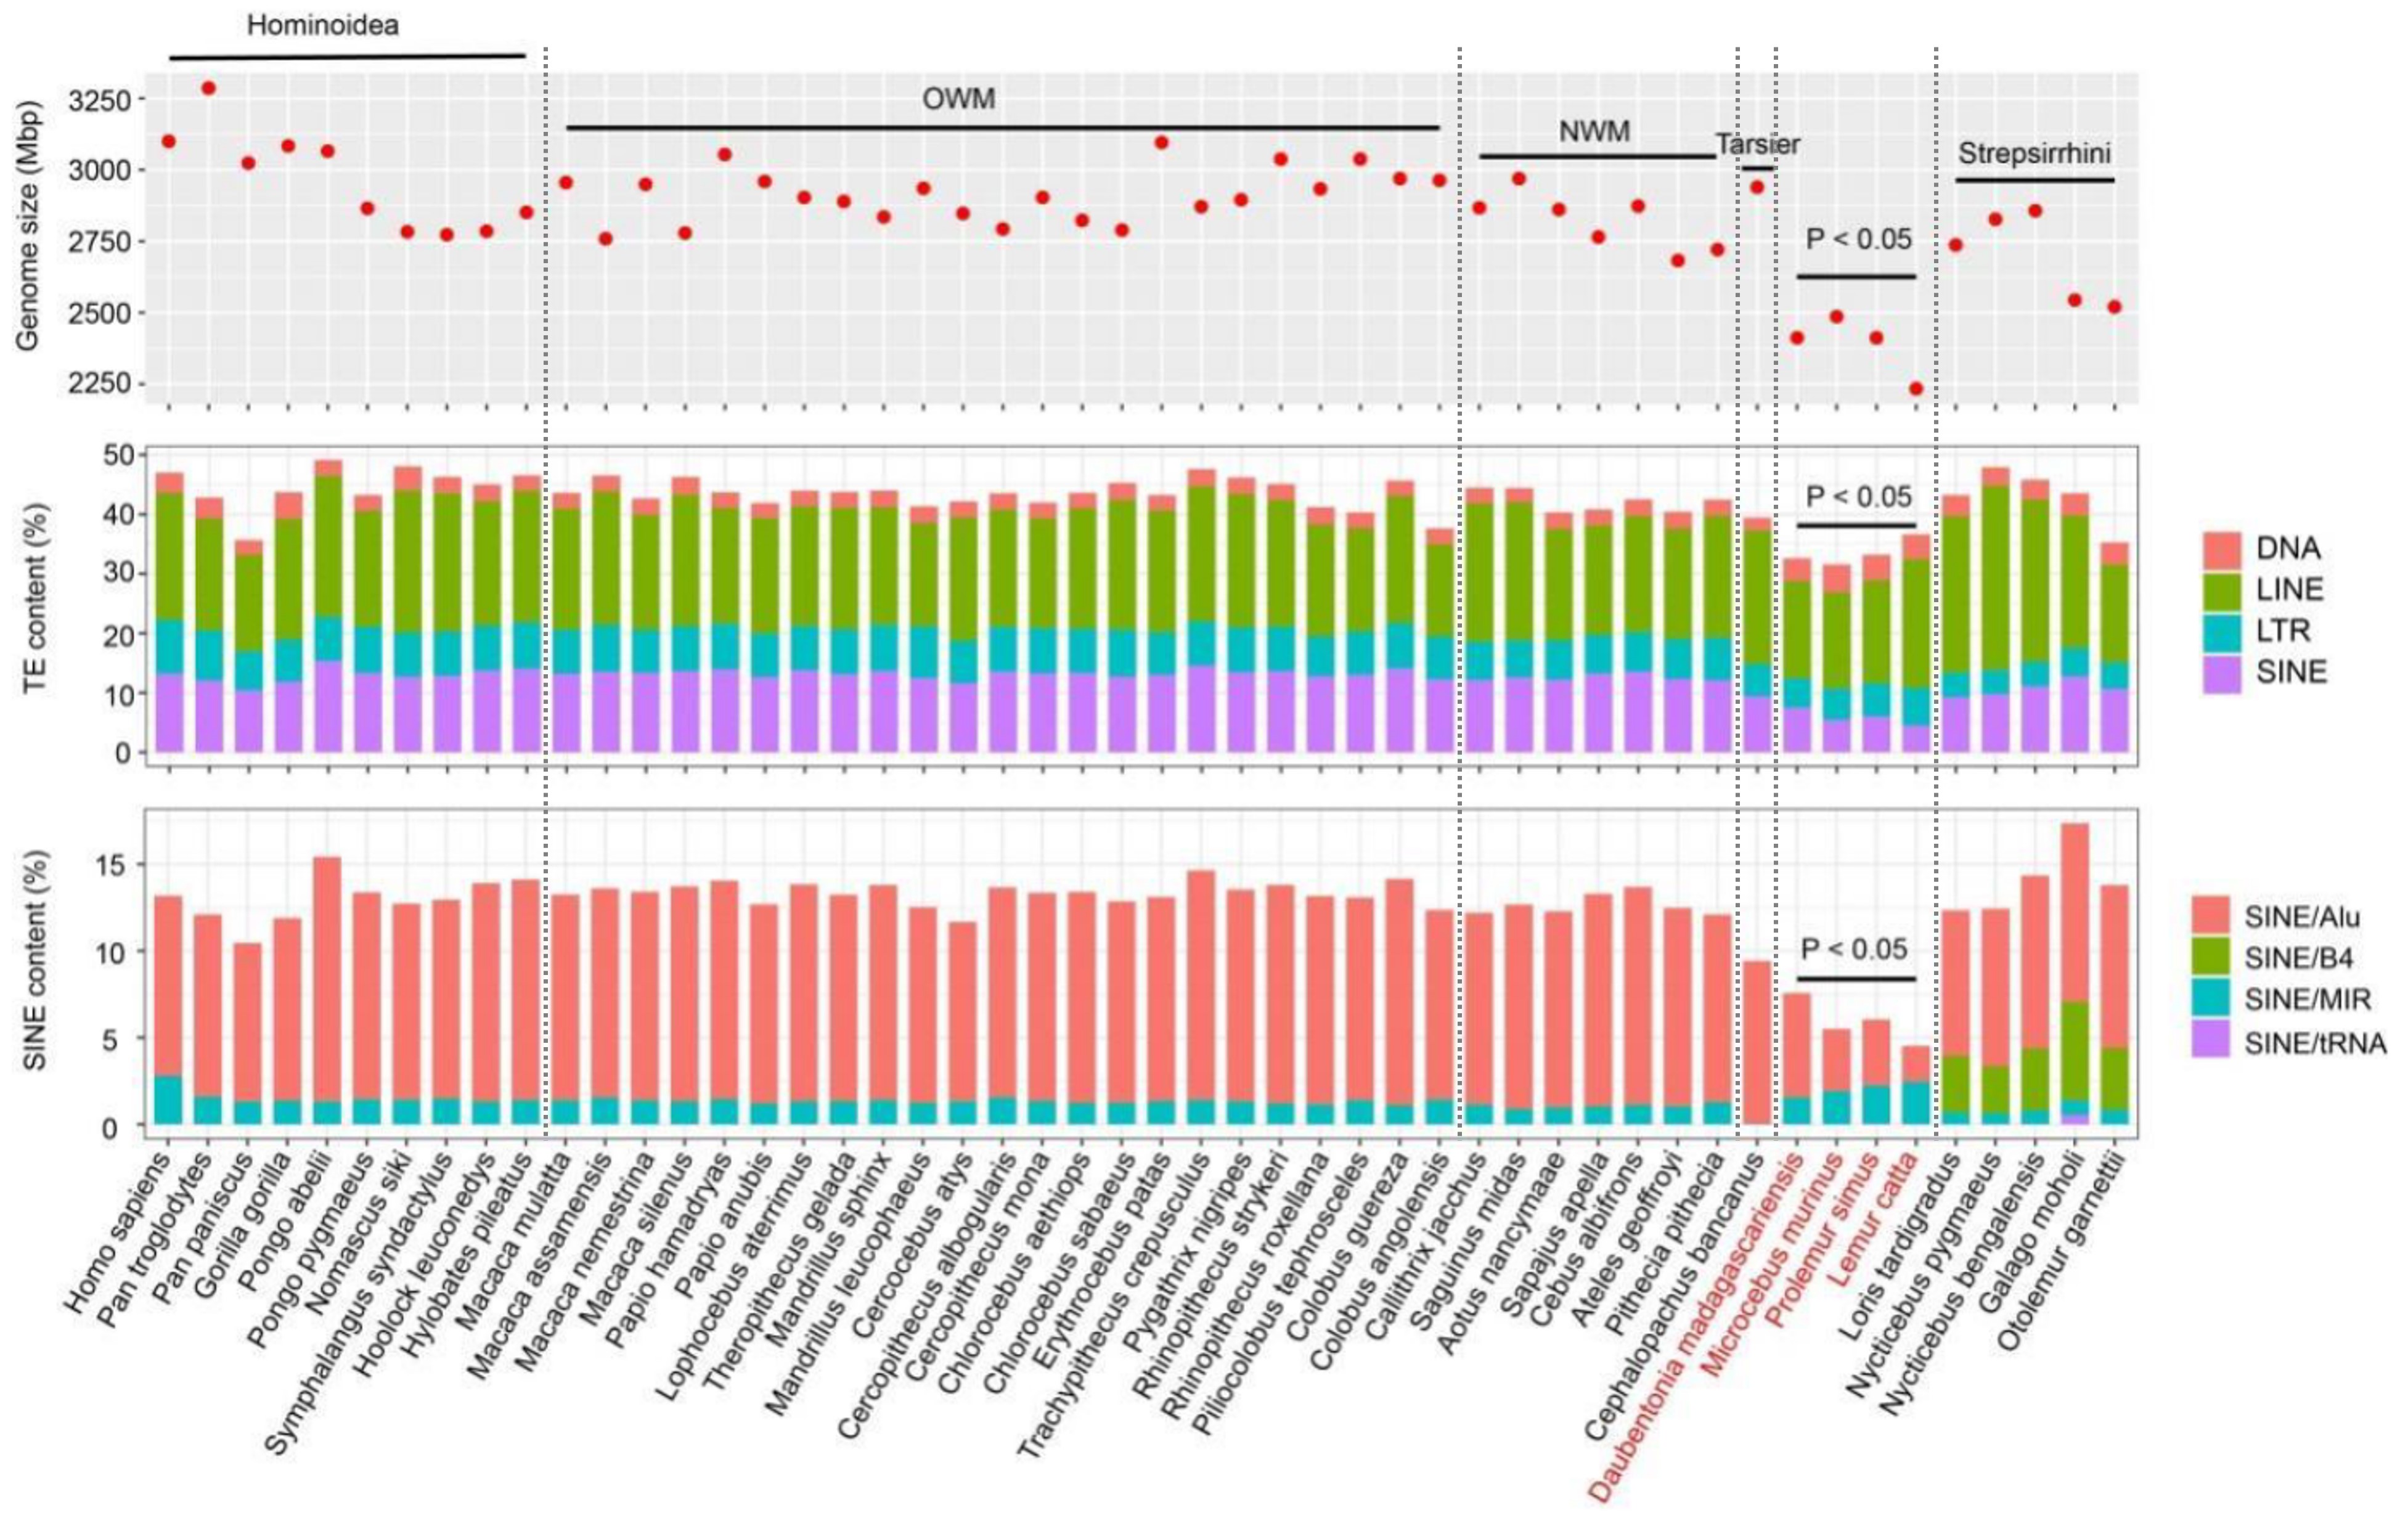 Hominoidea
OWM
NWM
Tarsier
Strepsirrhini
P < 0.05
Genome size (Mbp)
3250
3000
2750
2500
2250
TE content (%)
50
40
30
20
10
0
P < 0.05
DNA
LINE
LTR
SINE
SINE content (%)
15
10
5
0
P < 0.05
SINE/Alu
SINE/B4
SINE/MIR
SINE/tRNA
Homo sapiens
Pan troglodytes
Pan paniscus
Gorilla gorilla
Pongo abelii
Pongo pygmaeus
Nomascus siki
Symphalangus syndactylus
Hoolock leuconedys
Hylobates pileatus
Macaca mulatta
Macaca assamensis
Macaca nemestrina
Macaca silenus
Papio hamadryas
Papio anubis
Lophocebus aterrimus
Theropithecus gelada
Mandrillus sphinx
Mandrillus leucophaeus
Cercocebus atys
Cercopithecus albogularis
Cercopithecus mona
Chlorocebus aethiops
Chlorocebus sabaeus
Erythrocebus patas
Trachypithecus crepusculus
Pygathrix nigripes
Rhinopithecus strykeri
Rhinopithecus roxellana
Piliocolobus tephrosceles
Colobus guereza
Colobus angolensis
Callithrix jacchus
Saguinus midas
Aotus nancymaae
Sapajus apella
Cebus albifrons
Ateles geoffroyi
Pithecia pithecia
Cephalopachus bancanus
Daubentonia madagascariensis
Microcebus murinus
Prolemur simus
Lemur catta
Loris tardigradus
Nycticebus pygmaeus
Nycticebus bengalensis
Galago moholi
Otolemur garnettii